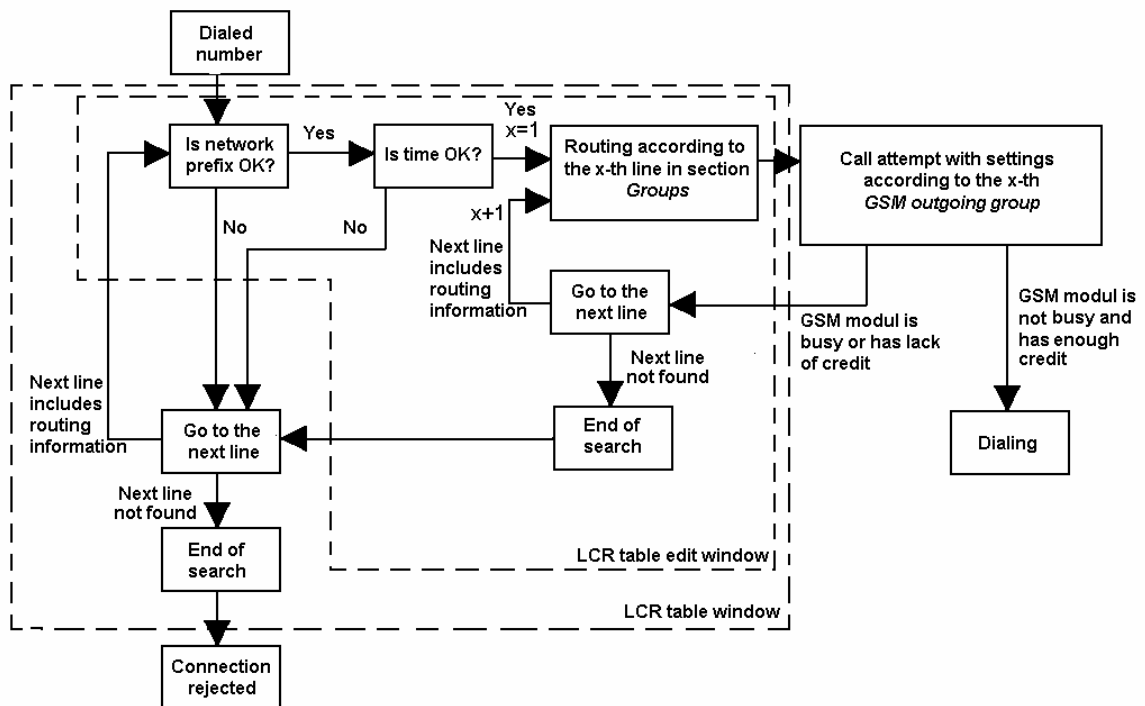 Dialed
number
Is network
prefix OK?
Yes
Is time OK?
Yes
x=1
Routing according to
the x-th line in section
Groups
Call attempt with settings
according to the x-th
GSM outgoing group
No
No
x+1
Next line
includes
routing
information
Go to the
next line
GSM modul is
busy or has lack
of credit
GSM modul is
not busy and
has enough
credit
Next line
not found
Next line
includes
routing
information
Go to the
next line
End of
search
Dialing
Next line
not found
End of
search
LCR table edit window
LCR table window
Connection
rejected